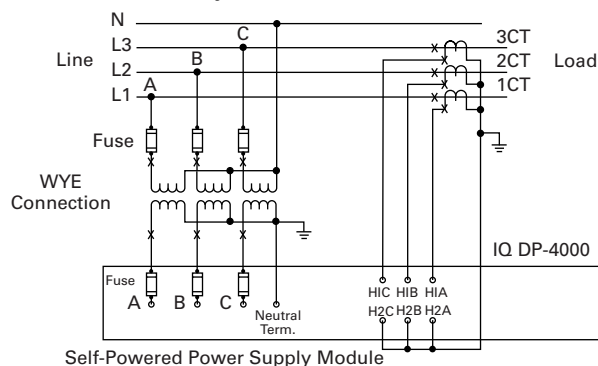 N
L3
C
3CT
Line
L2
B
2CT
Load
A
1CT
L1
Fuse
WYE
Connection
IQ DP-4000
Fuse
A
B
C
Neutral
Term.
HIC
HIB
HIA
H2C
H2B
H2A
Self-Powered Power Supply Module